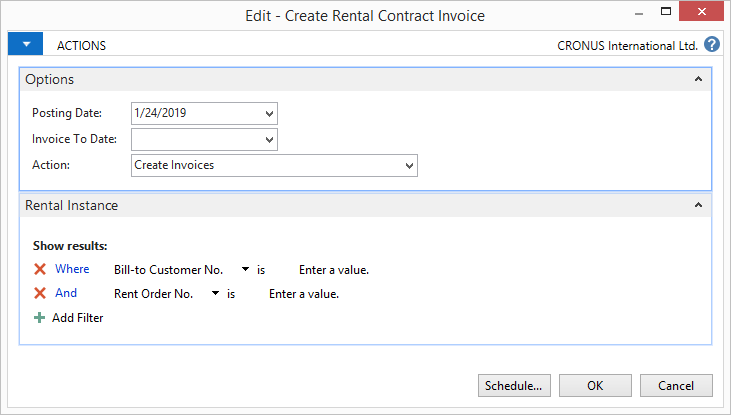 Edit - Create Rental Contract Invoice
ACTIONS CRONUS International Ltd. ?
Options
Posting Date: 1/24/2019
Invoice To Date:
Action: Create Invoices
Rental Instance
Show results:
Where Bill-to Customer No. is Enter a value.
And Rent Order No. is Enter a value.
Add Filter
Schedule... OK Cancel